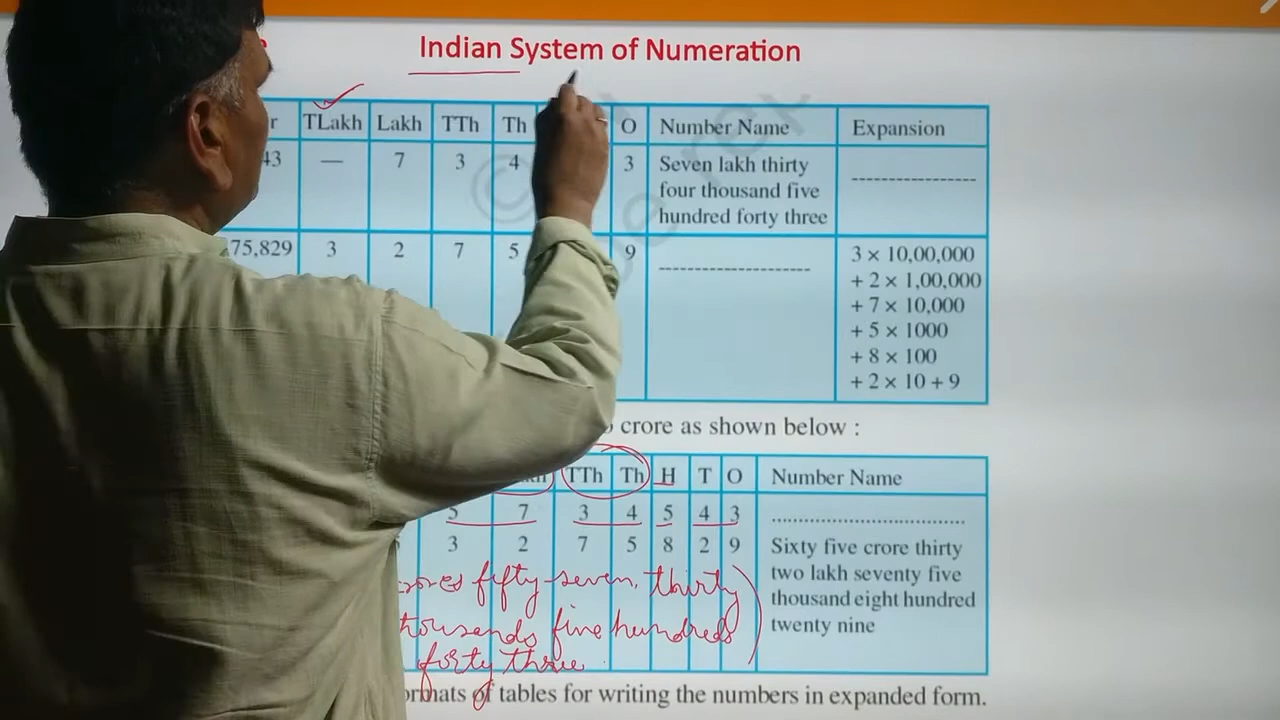 Indian System of Numeration
TLakh Lakh TTh Th O Number Name Expansion
43 — 7 3 4 3 Seven lakh thirty
four thousand five
hundred forty three
75,829 3 2 7 5 9 3 × 10,00,000
+ 2 × 1,00,000
+ 7 × 10,000
+ 5 × 1000
+ 8 × 100
+ 2 × 10 + 9
crore as shown below :
TTh Th H T O Number Name
5 7 3 4 5 4 3
3 2 7 5 8 2 9 Sixty five crore thirty
two lakh seventy five
thousand eight hundred
twenty nine
fifty-seven, thirty
five hundreds
forty three
of tables for writing the numbers in expanded form.